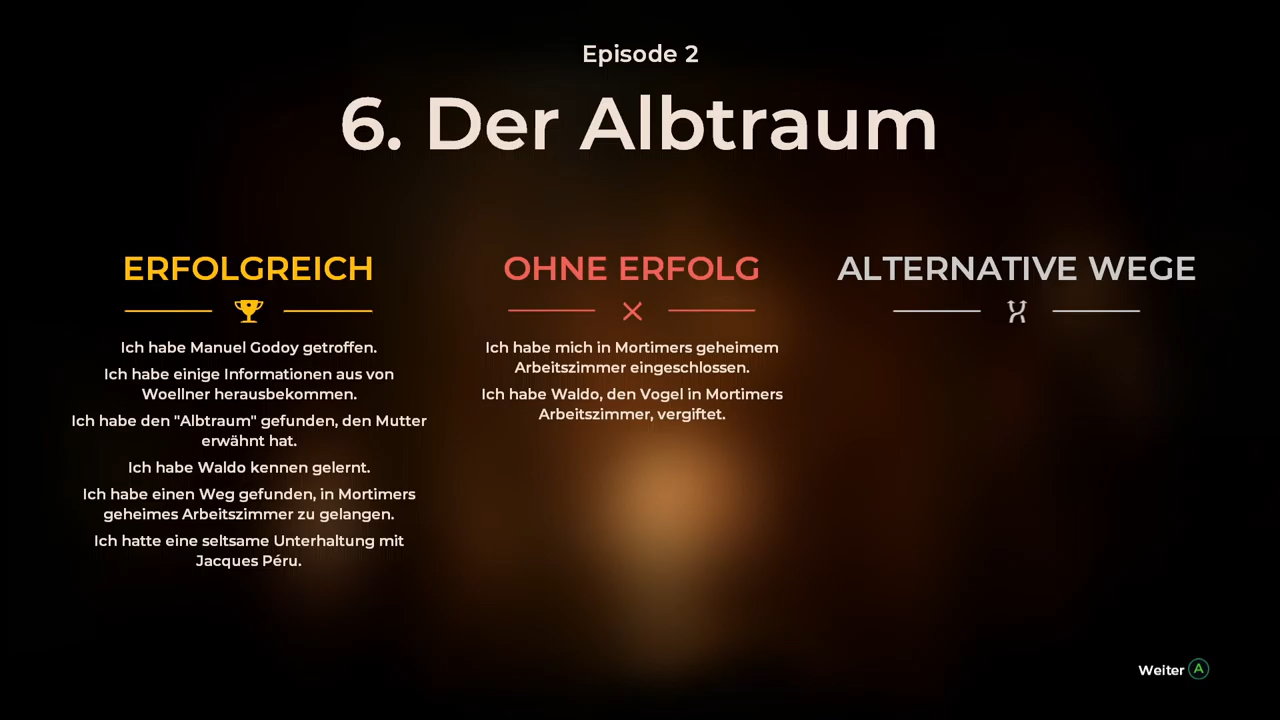 Episode 2
6. Der Albtraum
ERFOLGREICH
Ich habe Manuel Godoy getroffen.
Ich habe einige Informationen aus von
Woellner herausbekommen.
Ich habe den "Albtraum" gefunden, den Mutter
erwähnt hat.
Ich habe Waldo kennen gelernt.
Ich habe einen Weg gefunden, in Mortimers
geheimes Arbeitszimmer zu gelangen.
Ich hatte eine seltsame Unterhaltung mit
Jacques Péru.
OHNE ERFOLG
Ich habe mich in Mortimers geheimem
Arbeitszimmer eingeschlossen.
Ich habe Waldo, den Vogel in Mortimers
Arbeitszimmer, vergiftet.
ALTERNATIVE WEGE
Weiter A